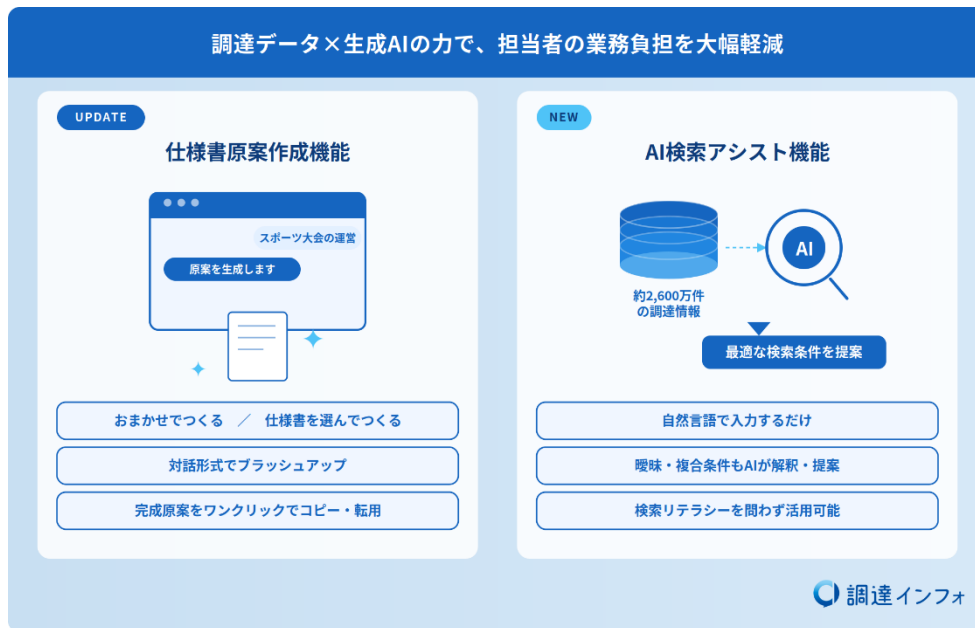 調達データ×生成AIの力で、担当者の業務負担を大幅軽減
UPDATE
仕様書原案作成機能
スポーツ大会の運営
原案を生成します
おまかせでつくる ／ 仕様書を選んでつくる
対話形式でブラッシュアップ
完成原案をワンクリックでコピー・転用
NEW
AI検索アシスト機能
AI
約2,600万件
の調達情報
最適な検索条件を提案
自然言語で入力するだけ
曖昧・複合条件もAIが解釈・提案
検索リテラシーを問わず活用可能
調達インフォ